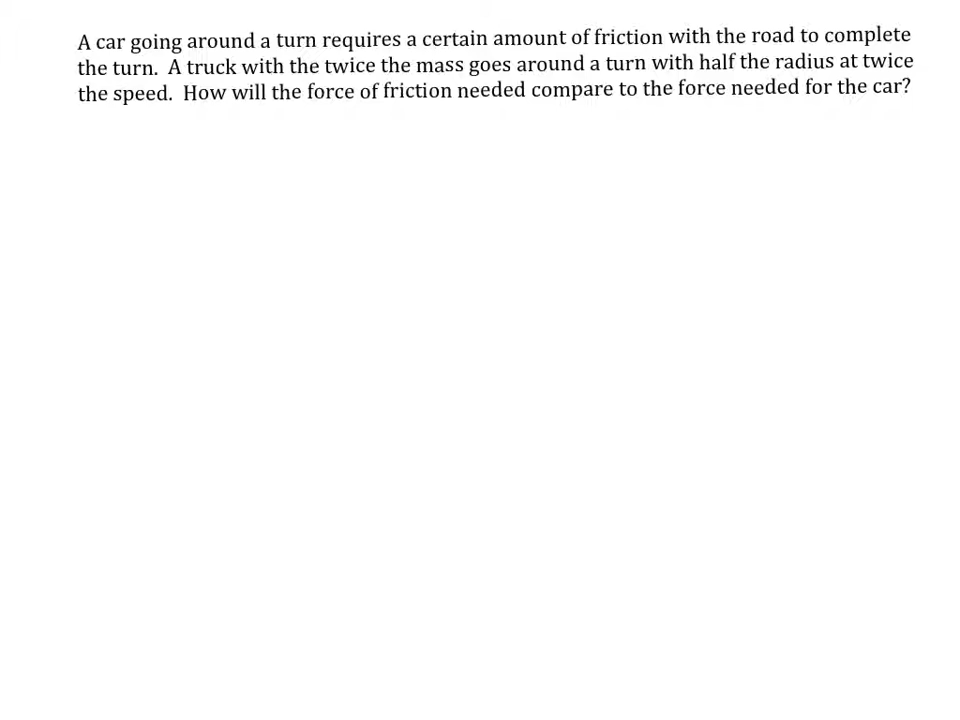 A car going around a turn requires a certain amount of friction with the road to complete
the turn.  A truck with the twice the mass goes around a turn with half the radius at twice
the speed.  How will the force of friction needed compare to the force needed for the car?